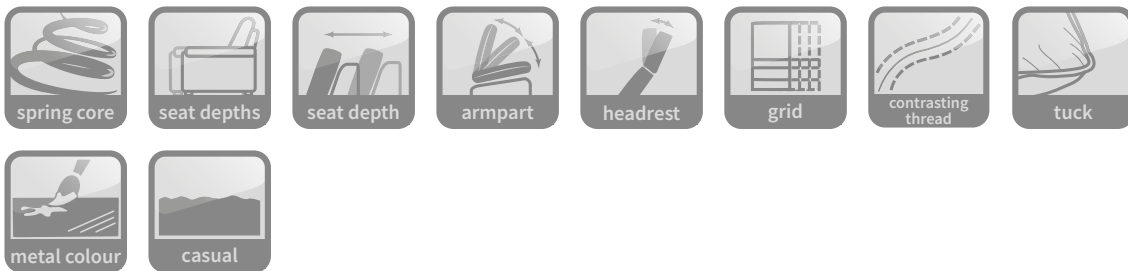 spring core
seat depths
seat depth
armpart
headrest
grid
contrasting
thread
tuck
metal colour
casual